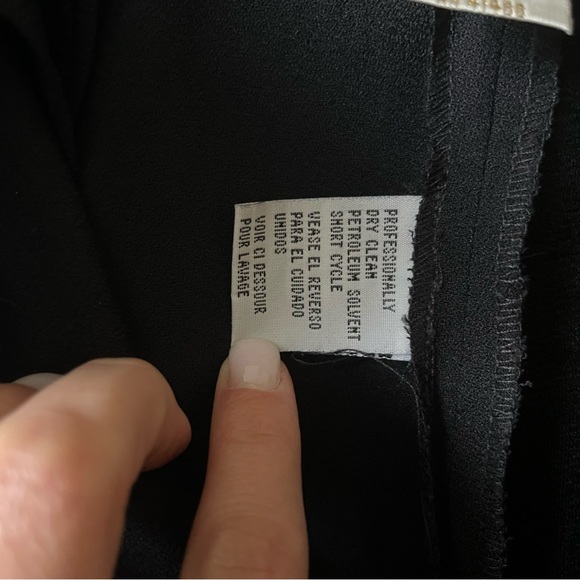 PROFESSIONALLY
DRY CLEAN
PETROLEUM SOLVENT
SHORT CYCLE
VEASE EL REVERSO
PARA EL CUIDADO
UNIDOS
VOIR CI DESSOUR
POUR LAVAGE